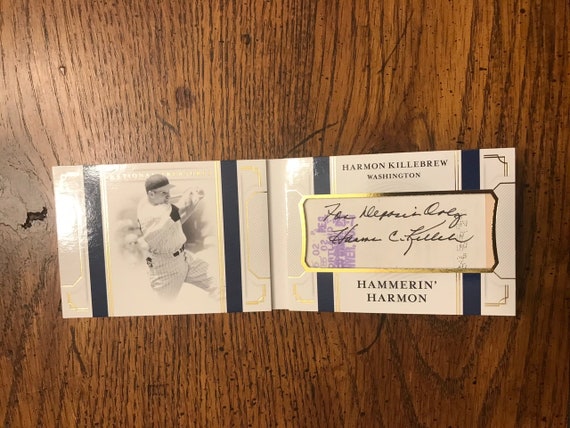 HARMON KILLEBREW
WASHINGTON
For Deposit Only
Harmon C. Killebrew
HAMMERIN'
HARMON